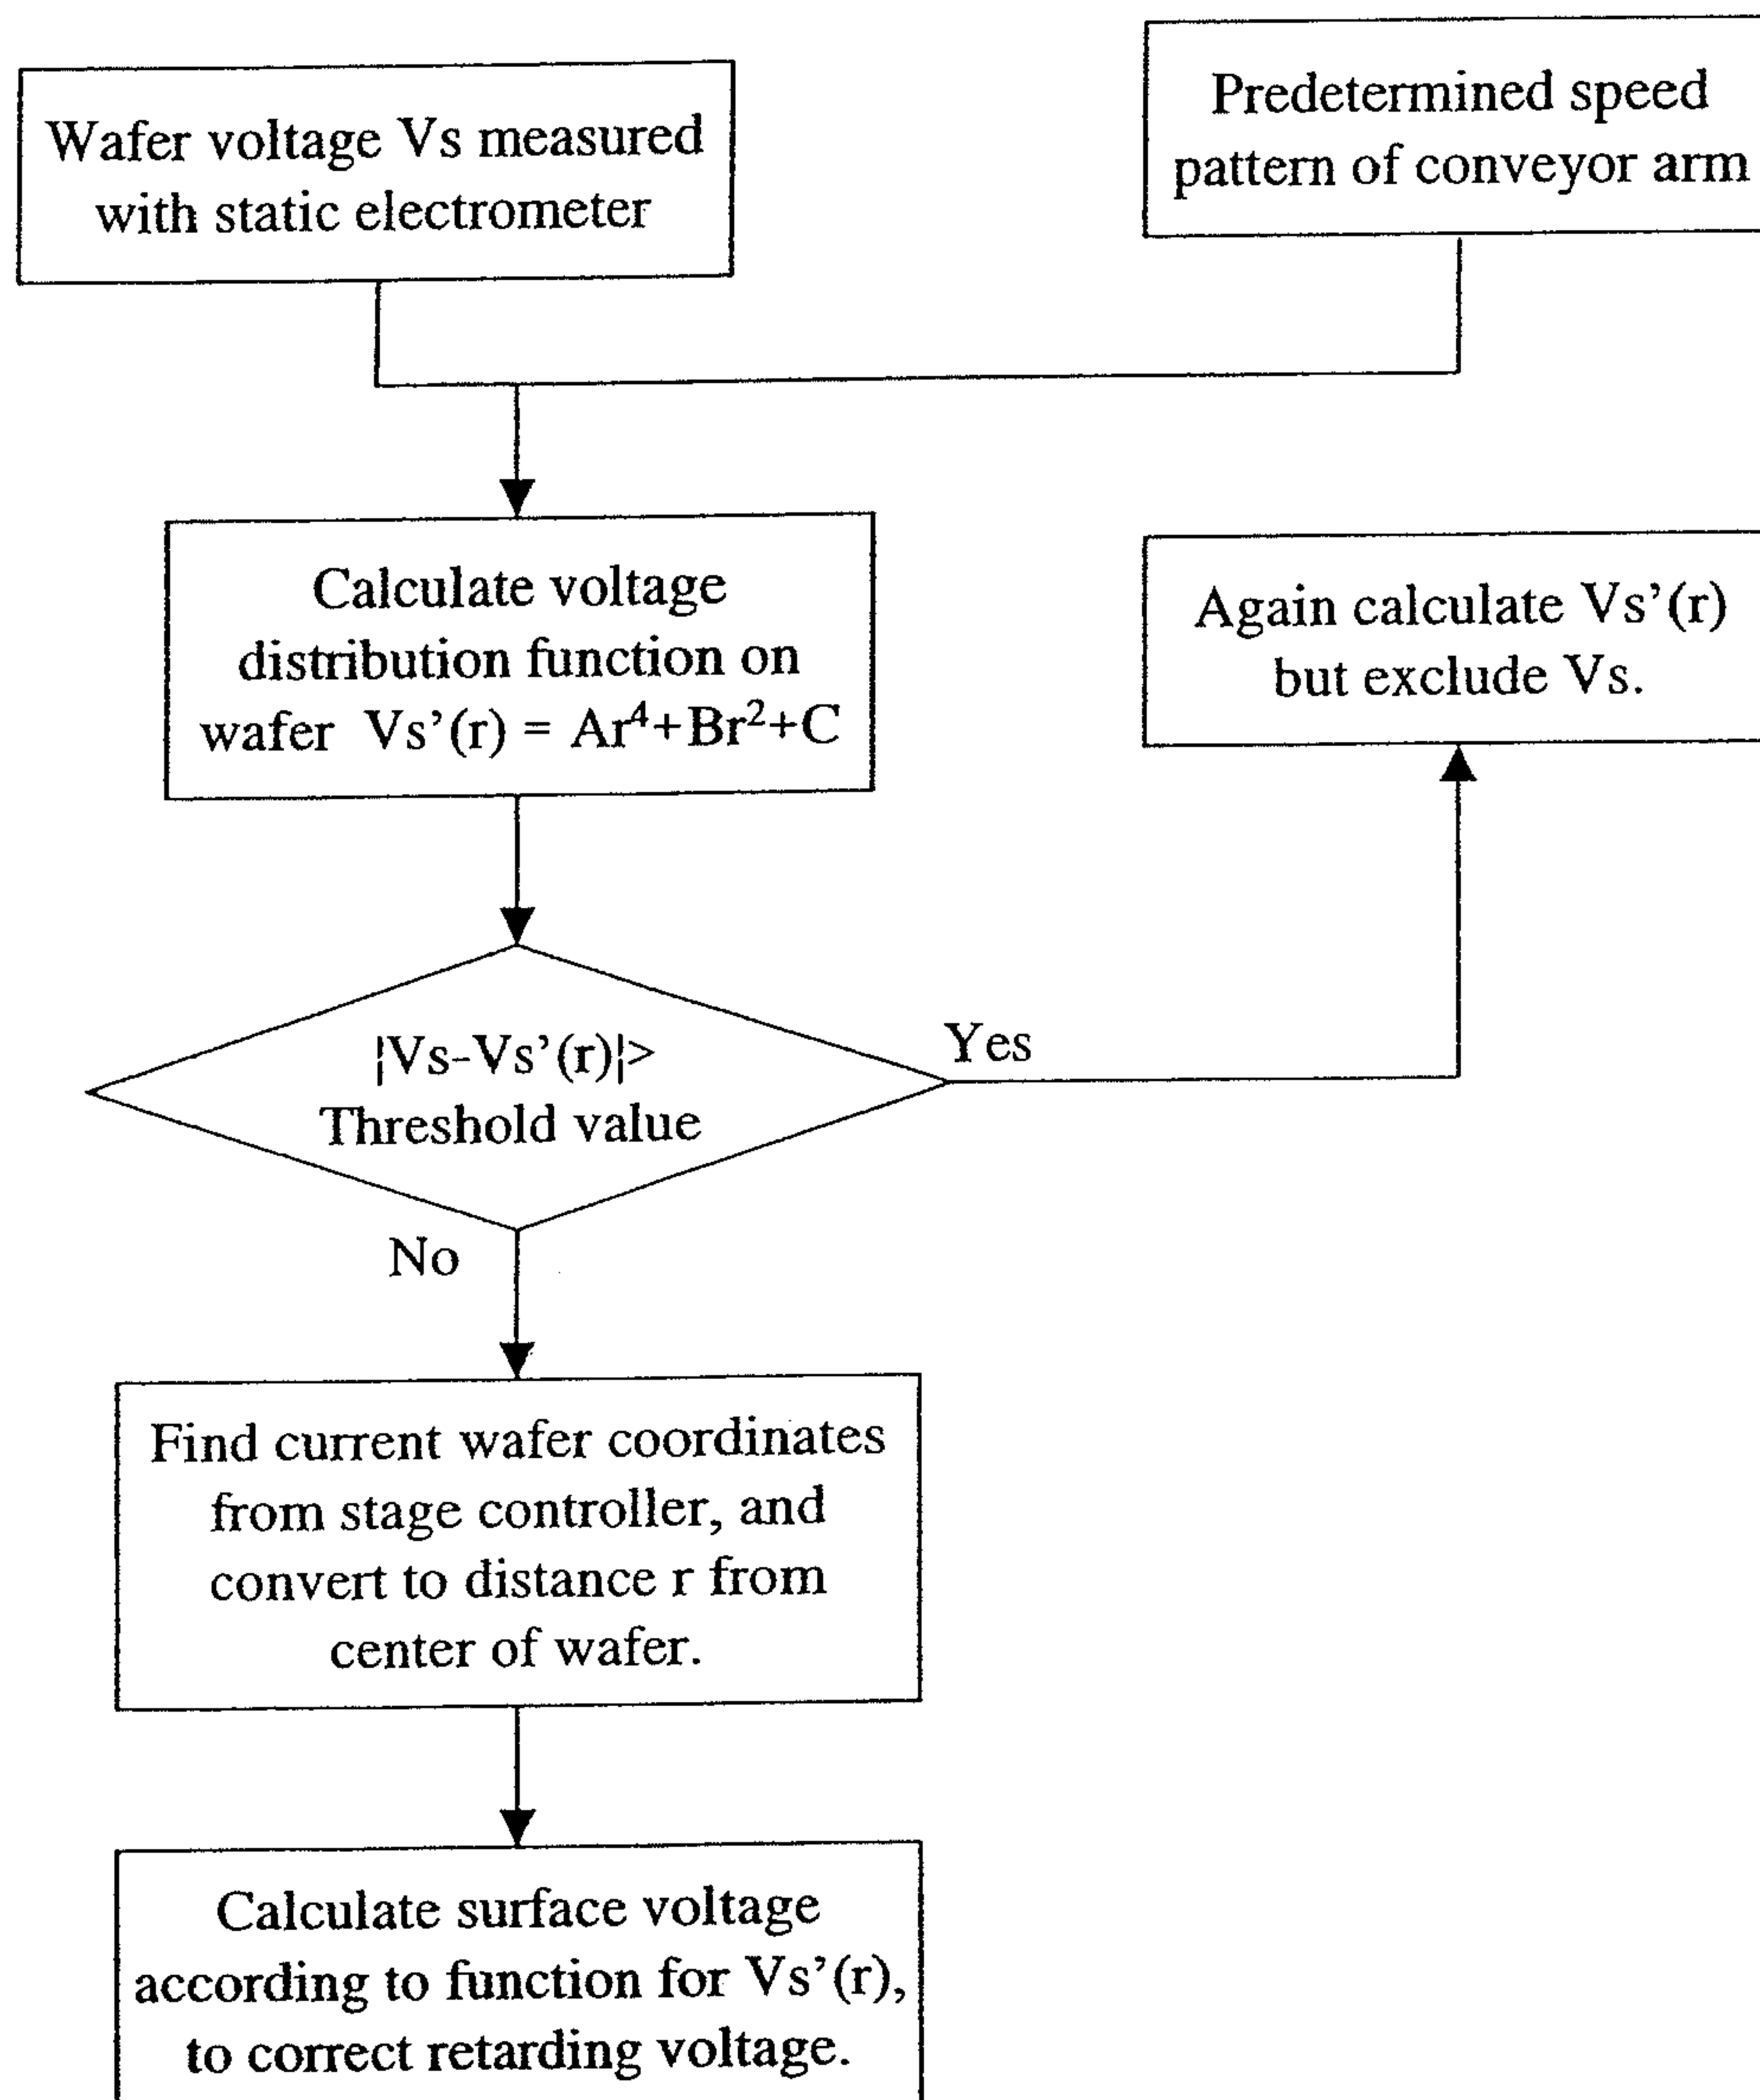 Wafer voltage Vs measured
with static electrometer
Predetermined speed
pattern of conveyor arm
Calculate voltage
distribution function on
wafer Vs’(r) = Ar⁴+Br²+C
Again calculate Vs’(r)
but exclude Vs.
|Vs-Vs’(r)|>
Threshold value
Yes
No
Find current wafer coordinates
from stage controller, and
convert to distance r from
center of wafer.
Calculate surface voltage
according to function for Vs’(r),
to correct retarding voltage.